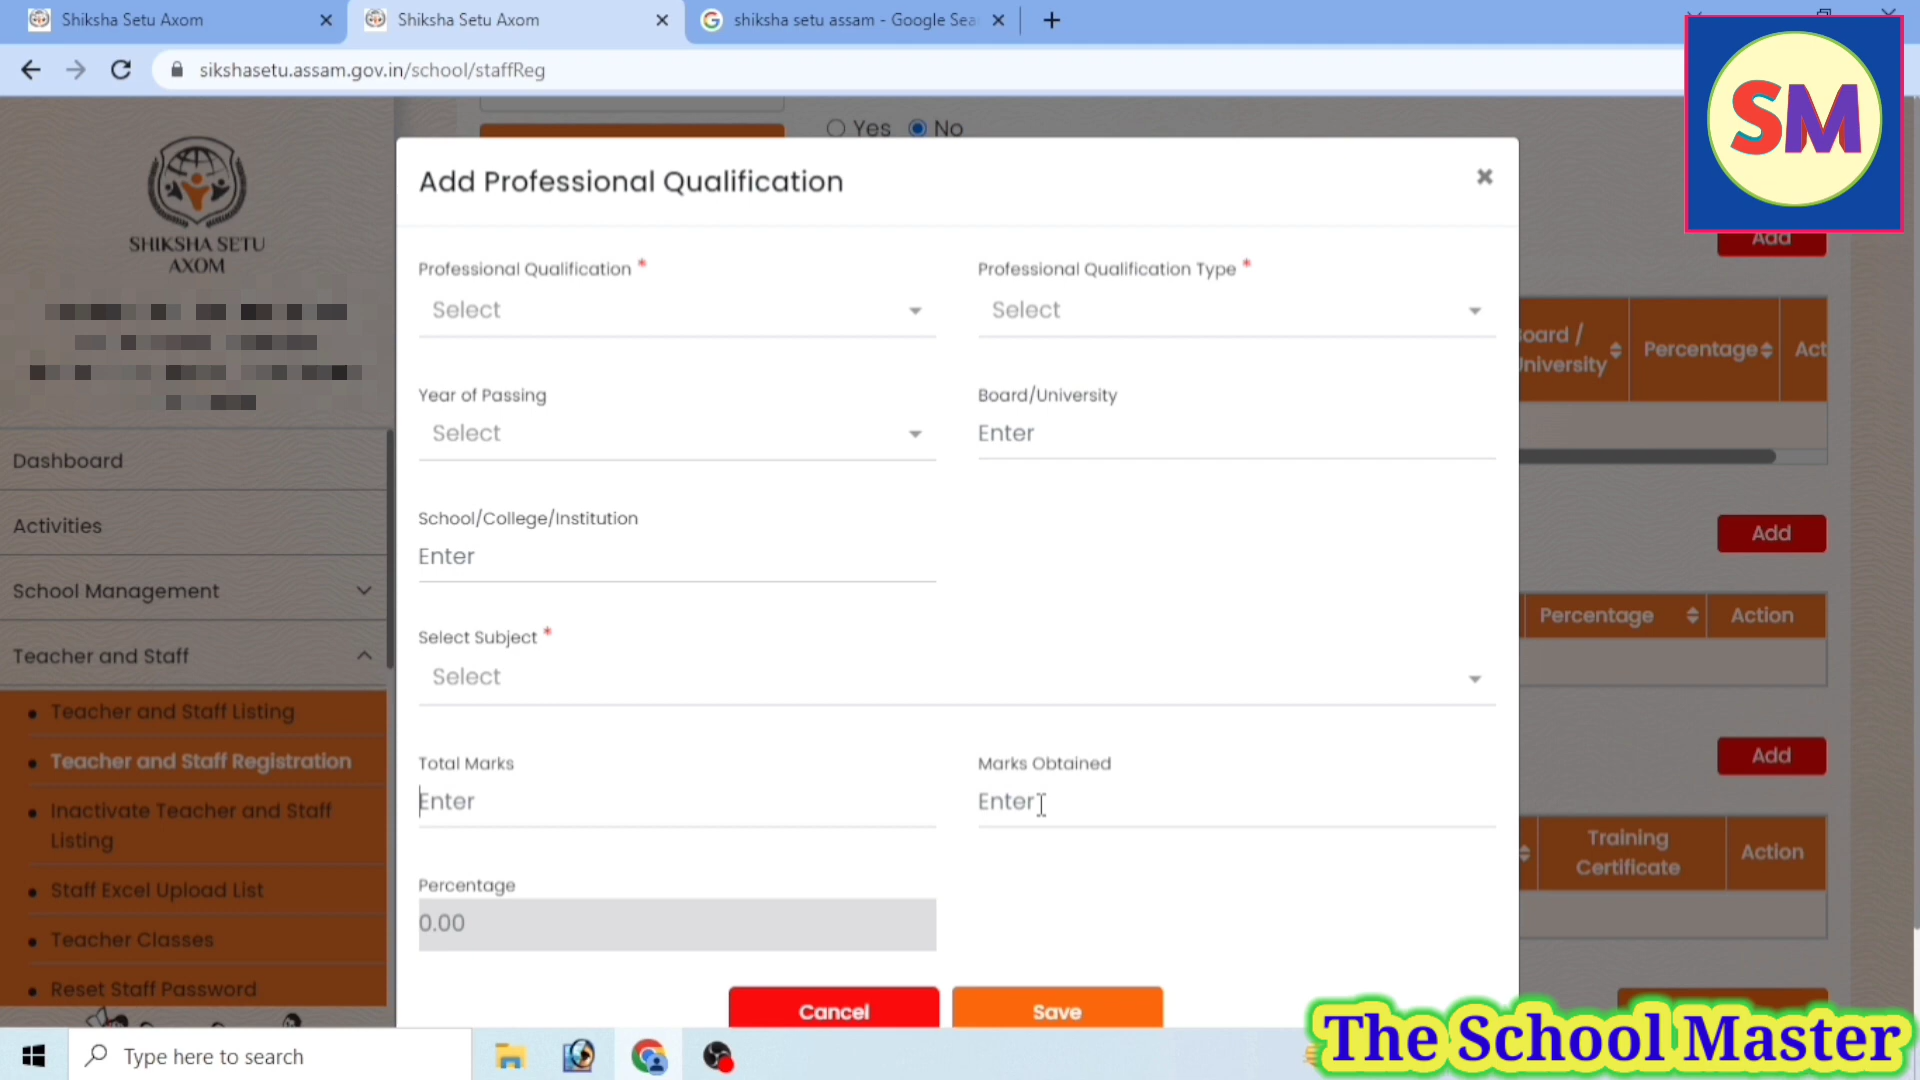 Shiksha Setu Axom
Shiksha Setu Axom
shiksha setu assam - Google Sea
sikshasetu.assam.gov.in/school/staffReg
SM
SHIKSHA SETU
AXOM
Dashboard
Activities
School Management
Teacher and Staff
Teacher and Staff Listing
Teacher and Staff Registration
Inactivate Teacher and Staff
Listing
Staff Excel Upload List
Teacher Classes
Reset Staff Password
Yes No
Add Professional Qualification
Professional Qualification *
Select
Professional Qualification Type *
Select
Year of Passing
Select
Board/University
Enter
School/College/Institution
Enter
Select Subject *
Select
Total Marks
Enter
Marks Obtained
Enter
Percentage
0.00
Cancel
Save
Add
Board /
University
Percentage
Act
Add
Percentage
Action
Add
Training
Certificate
Action
Type here to search
The School Master